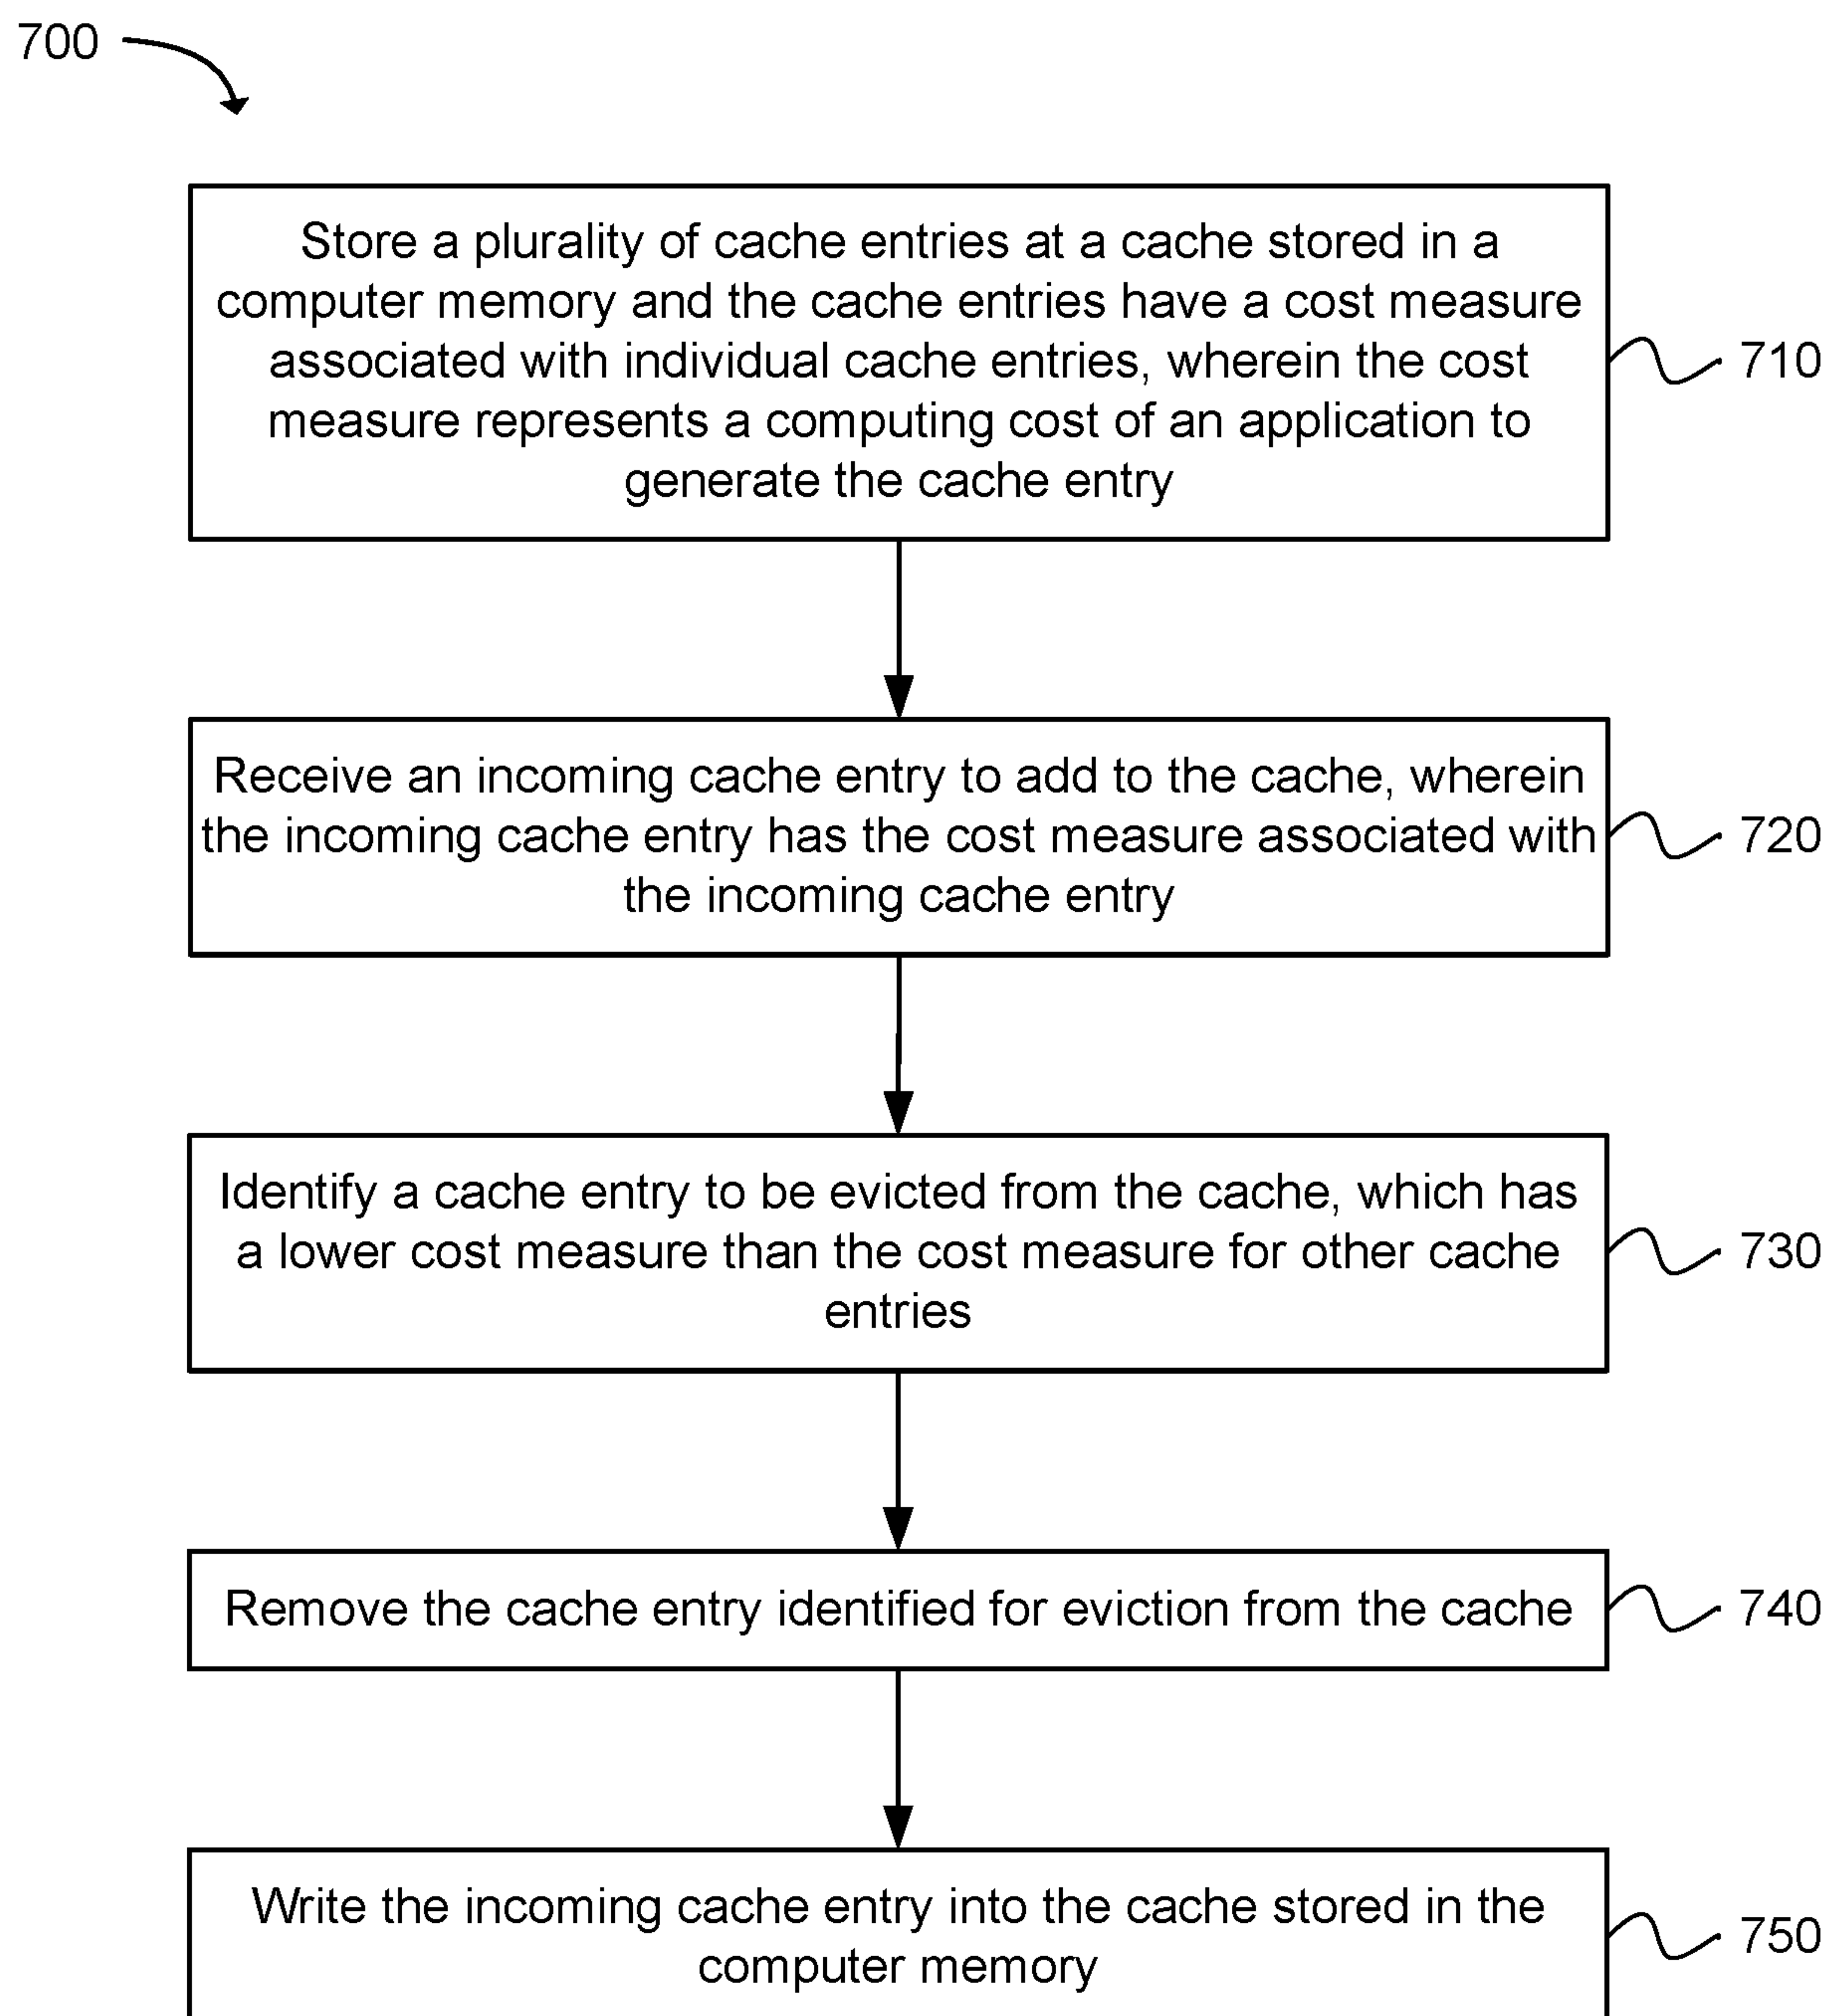 700
Store a plurality of cache entries at a cache stored in a
computer memory and the cache entries have a cost measure
associated with individual cache entries, wherein the cost
measure represents a computing cost of an application to
generate the cache entry
710
Receive an incoming cache entry to add to the cache, wherein
the incoming cache entry has the cost measure associated with
the incoming cache entry
720
Identify a cache entry to be evicted from the cache, which has
a lower cost measure than the cost measure for other cache
entries
730
Remove the cache entry identified for eviction from the cache
740
Write the incoming cache entry into the cache stored in the
computer memory
750